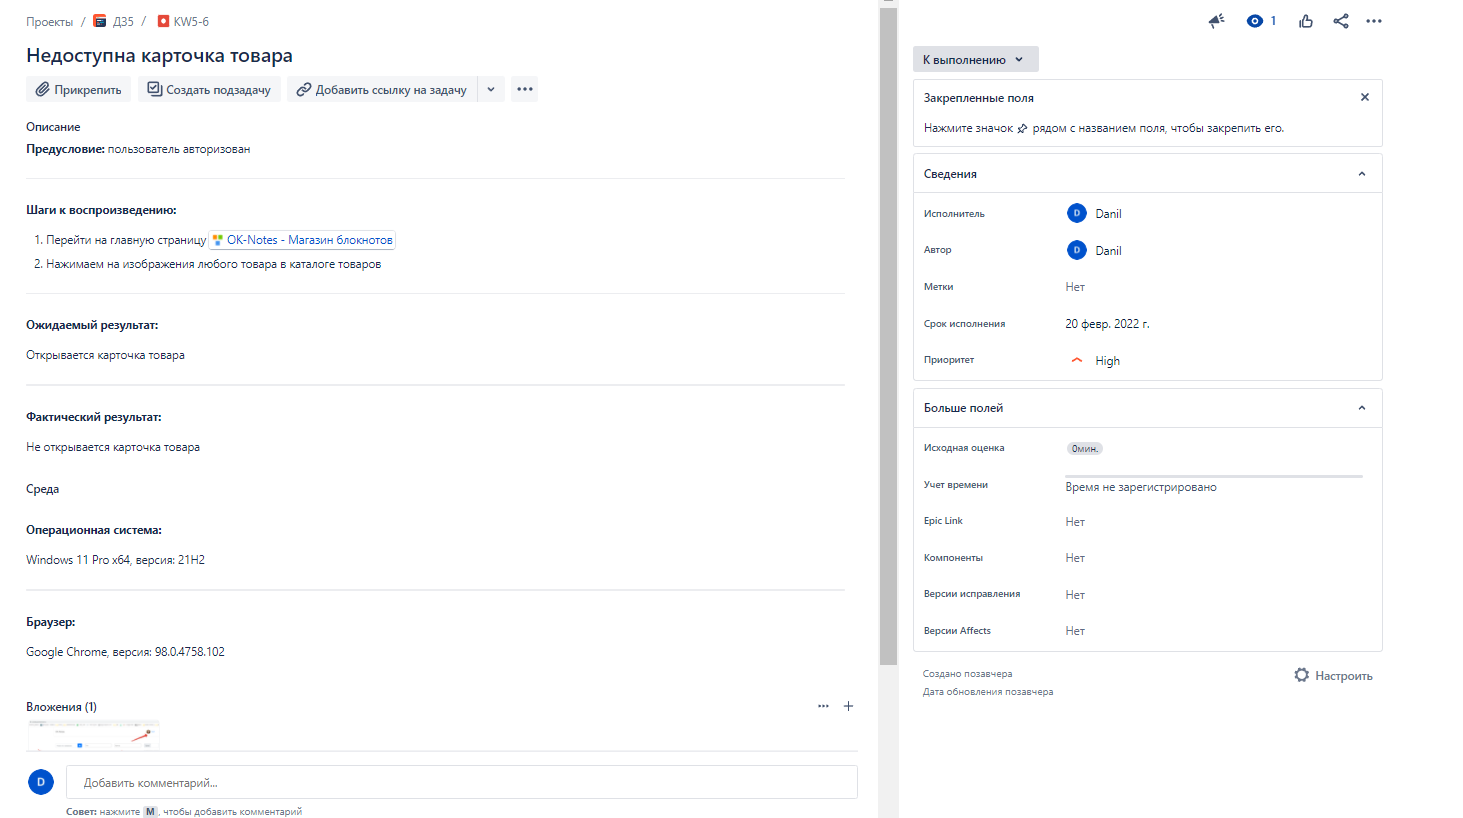 Проекты / Д35 / KW5-6
Недоступна карточка товара
Прикрепить Создать подзадачу Добавить ссылку на задачу
Описание
Предусловие: пользователь авторизован
Шаги к воспроизведению:
1. Перейти на главную страницу OK-Notes - Магазин блокнотов
2. Нажимаем на изображения любого товара в каталоге товаров
Ожидаемый результат:
Открывается карточка товара
Фактический результат:
Не открывается карточка товара
Среда
Операционная система:
Windows 11 Pro x64, версия: 21H2
Браузер:
Google Chrome, версия: 98.0.4758.102
Вложения (1)
D Добавить комментарий...
Совет: нажмите M, чтобы добавить комментарий
1
К выполнению
Закрепленные поля
Нажмите значок рядом с названием поля, чтобы закрепить его.
Сведения
Исполнитель D Danil
Автор D Danil
Метки Нет
Срок исполнения 20 февр. 2022 г.
Приоритет High
Больше полей
Исходная оценка 0мин.
Учет времени Время не зарегистрировано
Epic Link Нет
Компоненты Нет
Версии исправления Нет
Версии Affects Нет
Создано позавчера
Дата обновления позавчера
Настроить